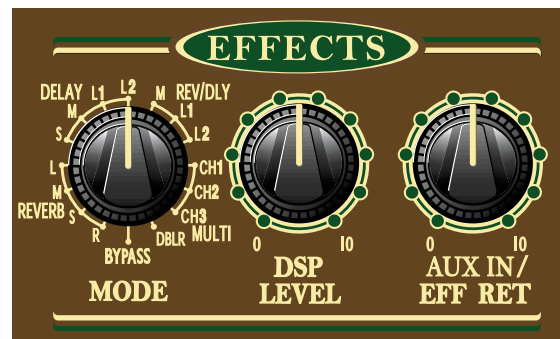 EFFECTS
DELAY L1 L2 M REV/DLY
M L1
S L2
L CH1
M CH2
REVERB S CH3
R DBLR MULTI
BYPASS
0 10
0 10
MODE
DSP
LEVEL
AUX IN/
EFF RET